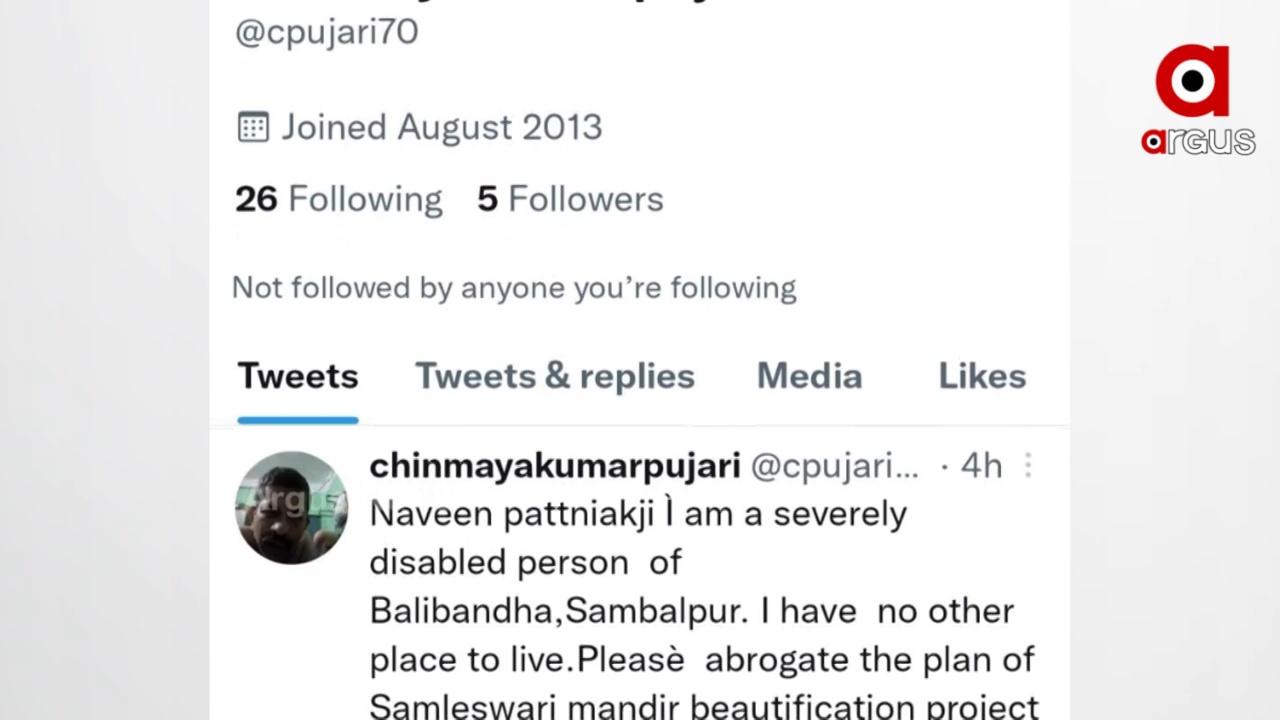 @cpujari70
Joined August 2013
26 Following 5 Followers
Not followed by anyone you're following
Tweets Tweets & replies Media Likes
chinmayakumarpujari @cpujari... · 4h
Naveen pattniakji Ì am a severely
disabled person of
Balibandha,Sambalpur. I have no other
place to live.Pleasè abrogate the plan of
Samleswari mandir beautification project
argus
Argus